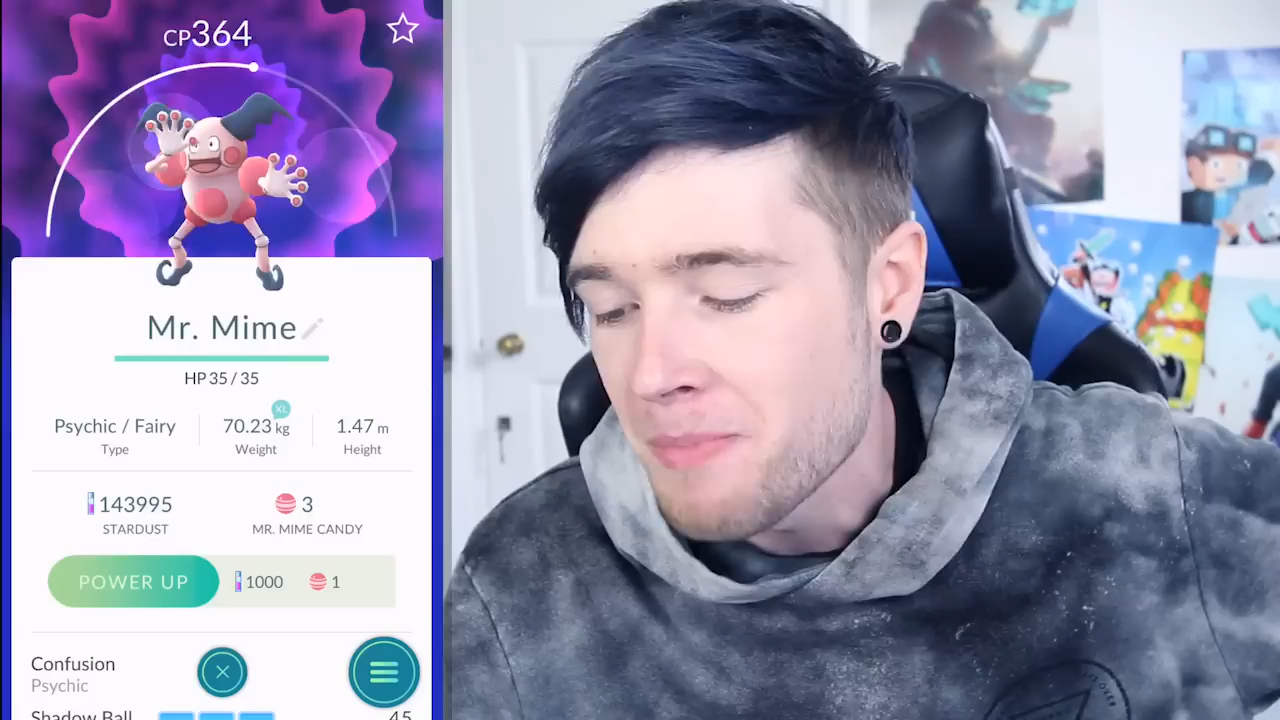 CP364
Mr. Mime
HP 35 / 35
XL
Psychic / Fairy
70.23 kg
1.47 m
Type
Weight
Height
143995
3
STARDUST
MR. MIME CANDY
POWER UP
1000
1
Confusion
Psychic
Shadow Ball
45